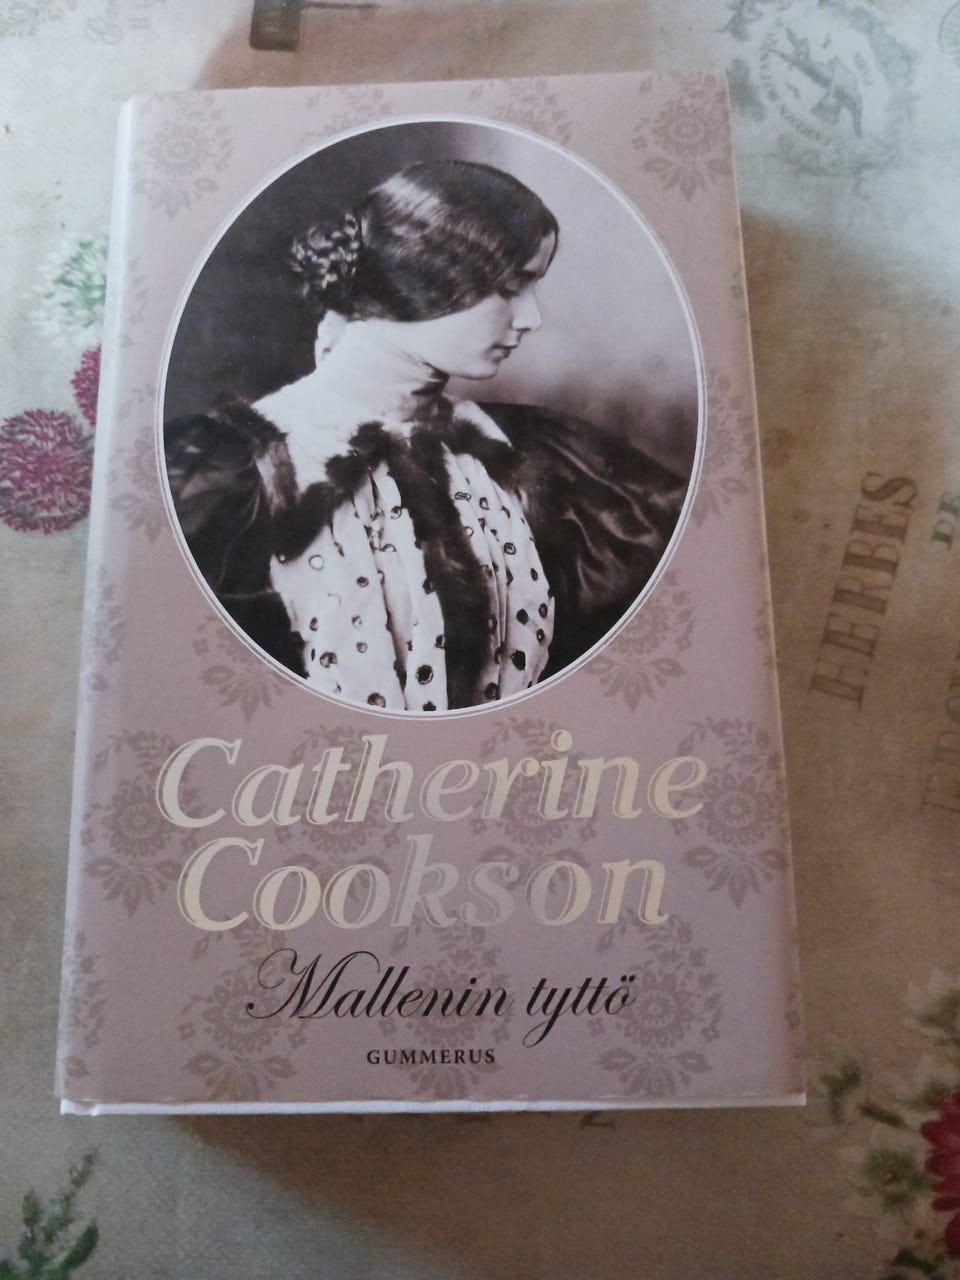 Catherine
Cookson
Mallenin tyttö
GUMMERUS
HERBES